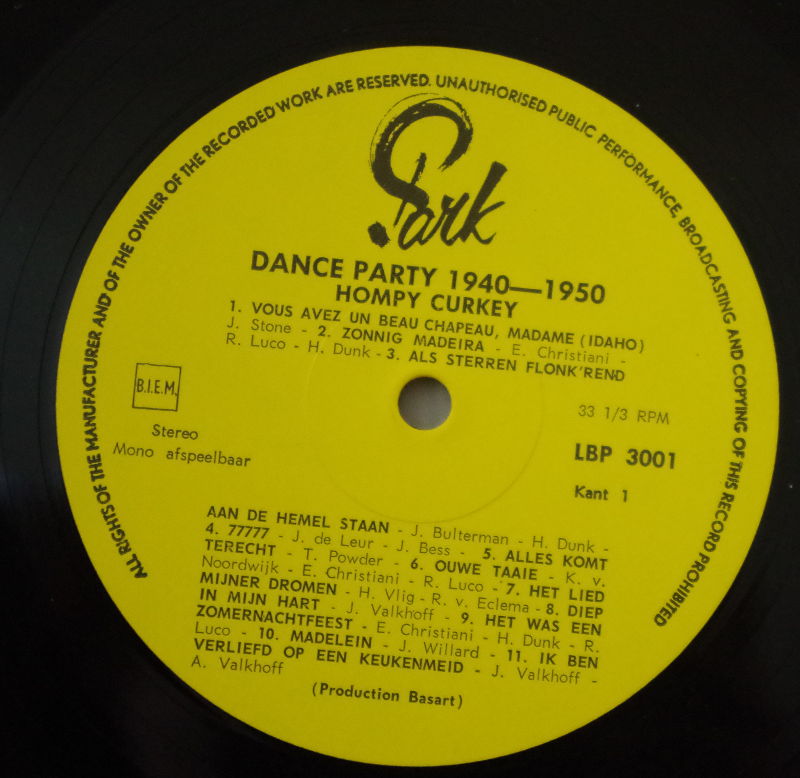 ALL RIGHTS OF THE MANUFACTURER AND OF THE OWNER OF THE RECORDED WORK ARE RESERVED. UNAUTHORISED PUBLIC PERFORMANCE, BROADCASTING AND COPYING OF THIS RECORD PROHIBITED
Park
DANCE PARTY 1940—1950
HOMPY CURKEY
1. VOUS AVEZ UN BEAU CHAPEAU, MADAME (IDAHO)
J. Stone - 2. ZONNIG MADEIRA - E. Christiani -
R. Luco - H. Dunk - 3. ALS STERREN FLONK'REND
B.I.E.M.
33 1/3 RPM
Stereo
Mono afspeelbaar
LBP 3001
Kant 1
AAN DE HEMEL STAAN - J. Bulterman - H. Dunk -
4. 77777 - J. de Leur - J. Bess - 5. ALLES KOMT
TERECHT - T. Powder - 6. OUWE TAAIE - K. v.
Noordwijk - E. Christiani - R. Luco - 7. HET LIED
MIJNER DROMEN - H. Vlig - R. v. Eclema - 8. DIEP
IN MIJN HART - J. Valkhoff - 9. HET WAS EEN
ZOMERNACHTFEEST - E. Christiani - H. Dunk - R.
Luco - 10. MADELEIN - J. Willard - 11. IK BEN
VERLIEFD OP EEN KEUKENMEID - J. Valkhoff -
A. Valkhoff
(Production Basart)